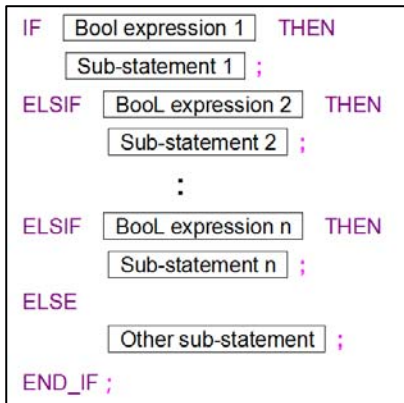 IF Bool expression 1 THEN
Sub-statement 1 ;
ELSIF BooL expression 2 THEN
Sub-statement 2 ;
:
ELSIF BooL expression n THEN
Sub-statement n ;
ELSE
Other sub-statement ;
END_IF ;